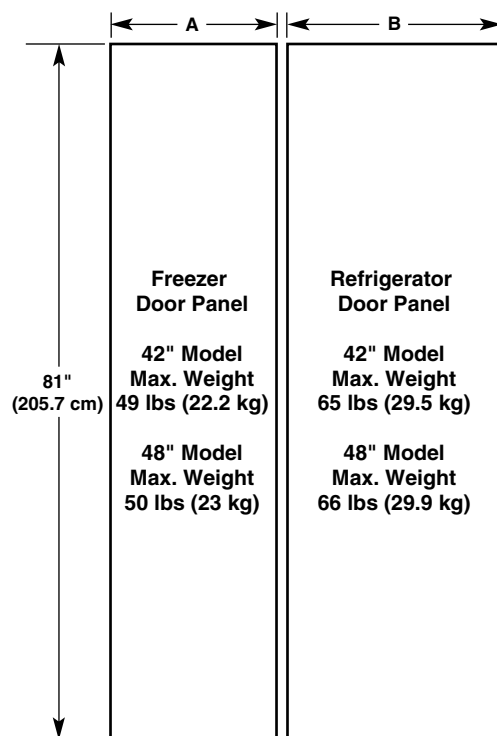 A
B
81"
(205.7 cm)
Freezer
Door Panel
42" Model
Max. Weight
49 lbs (22.2 kg)
48" Model
Max. Weight
50 lbs (23 kg)
Refrigerator
Door Panel
42" Model
Max. Weight
65 lbs (29.5 kg)
48" Model
Max. Weight
66 lbs (29.9 kg)